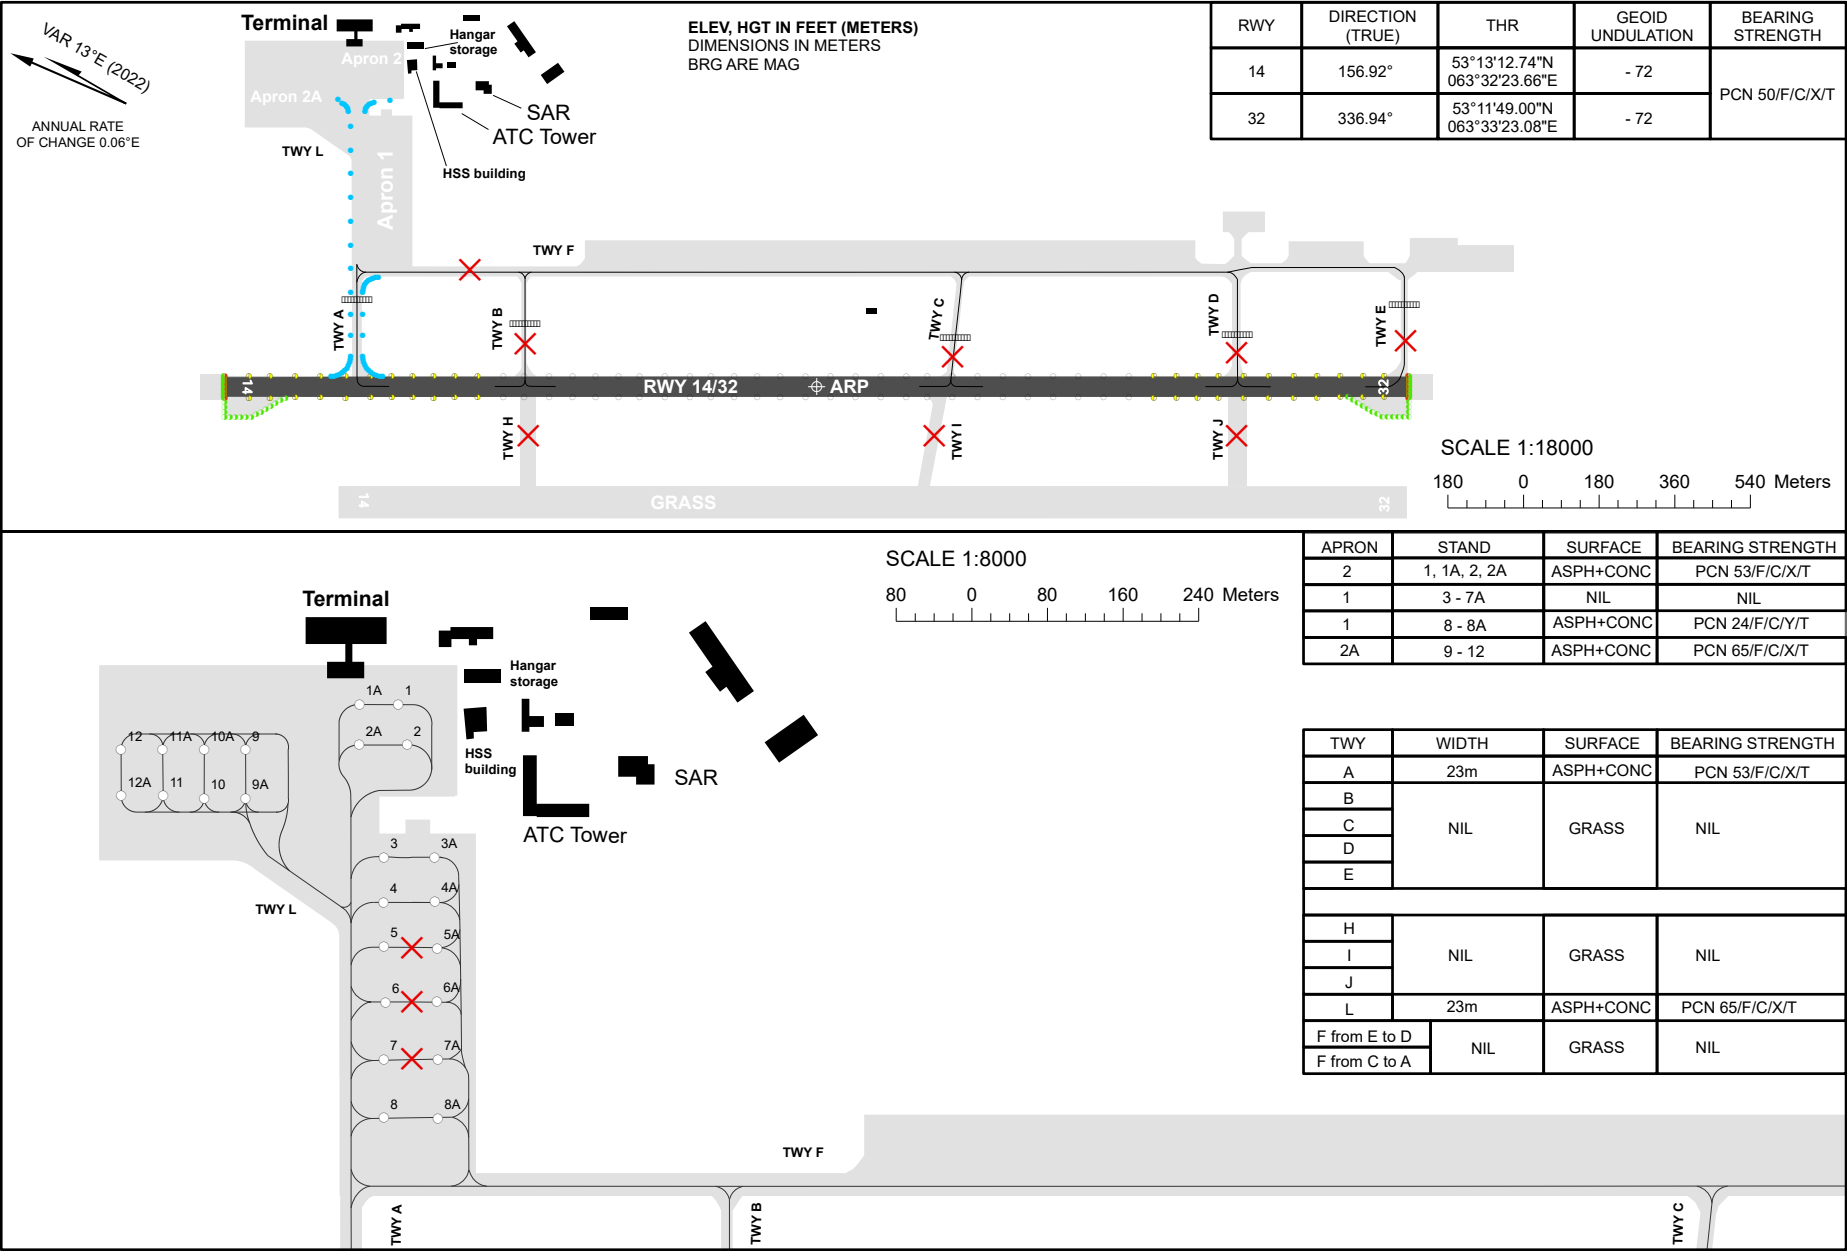 VAR 13°E (2022)
ANNUAL RATE
OF CHANGE 0.06°E
Terminal
Hangar
storage
Apron 2
Apron 2A
SAR
ATC Tower
TWY L
HSS building
Apron 1
ELEV, HGT IN FEET (METERS)
DIMENSIONS IN METERS
BRG ARE MAG
RWY DIRECTION (TRUE) THR GEOID UNDULATION BEARING STRENGTH
14 156.92° 53°13'12.74"N 063°32'23.66"E - 72 PCN 50/F/C/X/T
32 336.94° 53°11'49.00"N 063°33'23.08"E - 72
TWY F
TWY A
TWY B
TWY C
TWY D
TWY E
14
RWY 14/32
ARP
32
TWY H
TWY I
TWY J
14
GRASS
32
SCALE 1:18000
180 0 180 360 540 Meters
SCALE 1:8000
80 0 80 160 240 Meters
APRON STAND SURFACE BEARING STRENGTH
2 1, 1A, 2, 2A ASPH+CONC PCN 53/F/C/X/T
1 3 - 7A NIL NIL
1 8 - 8A ASPH+CONC PCN 24/F/C/Y/T
2A 9 - 12 ASPH+CONC PCN 65/F/C/X/T
Terminal
Hangar
storage
HSS
building
SAR
ATC Tower
1A 1
2A 2
12 11A 10A 9
12A 11 10 9A
3 3A
4 4A
5 5A
6 6A
7 7A
8 8A
TWY L
TWY F
TWY A
TWY B
TWY C
TWY WIDTH SURFACE BEARING STRENGTH
A 23m ASPH+CONC PCN 53/F/C/X/T
B
C NIL GRASS NIL
D
E
H
I NIL GRASS NIL
J
L 23m ASPH+CONC PCN 65/F/C/X/T
F from E to D NIL GRASS NIL
F from C to A